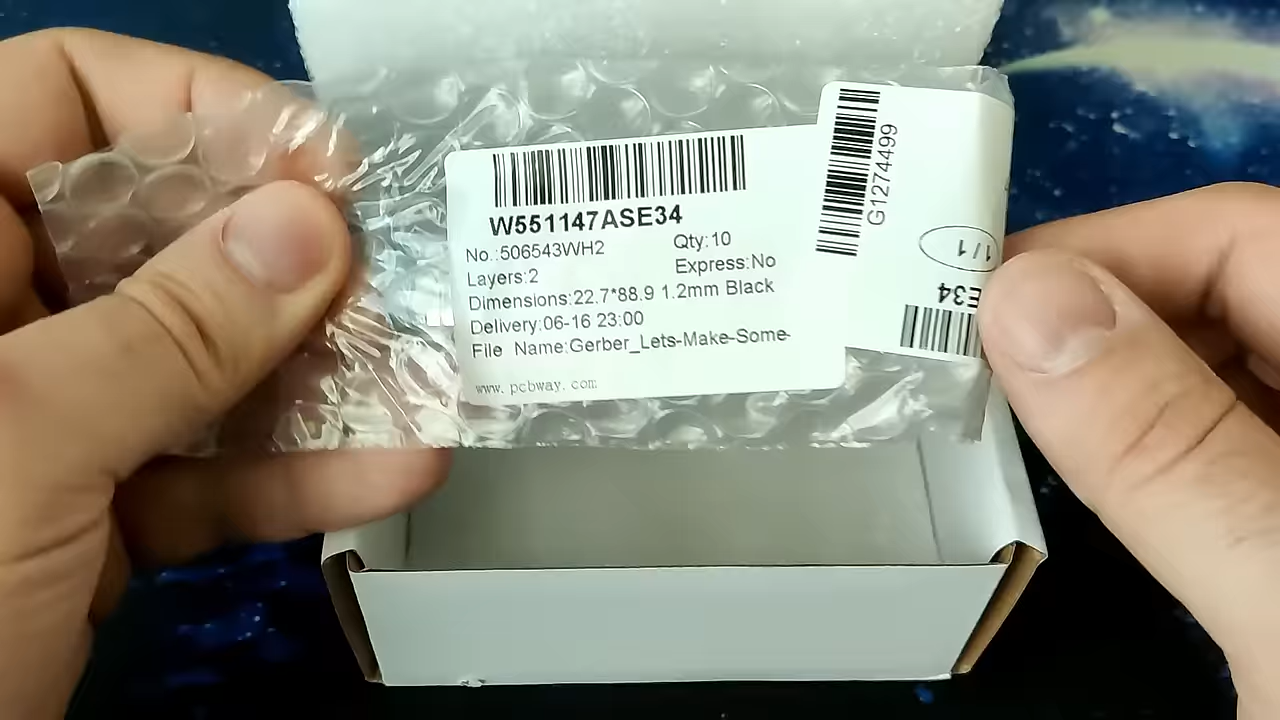 W551147ASE34
No.:506543WH2 Qty:10
Layers:2 Express:No
Dimensions:22.7*88.9 1.2mm Black
Delivery:06-16 23:00
File Name:Gerber_Lets-Make-Some-
www.pcbway.com
G1274499
1/1
E34